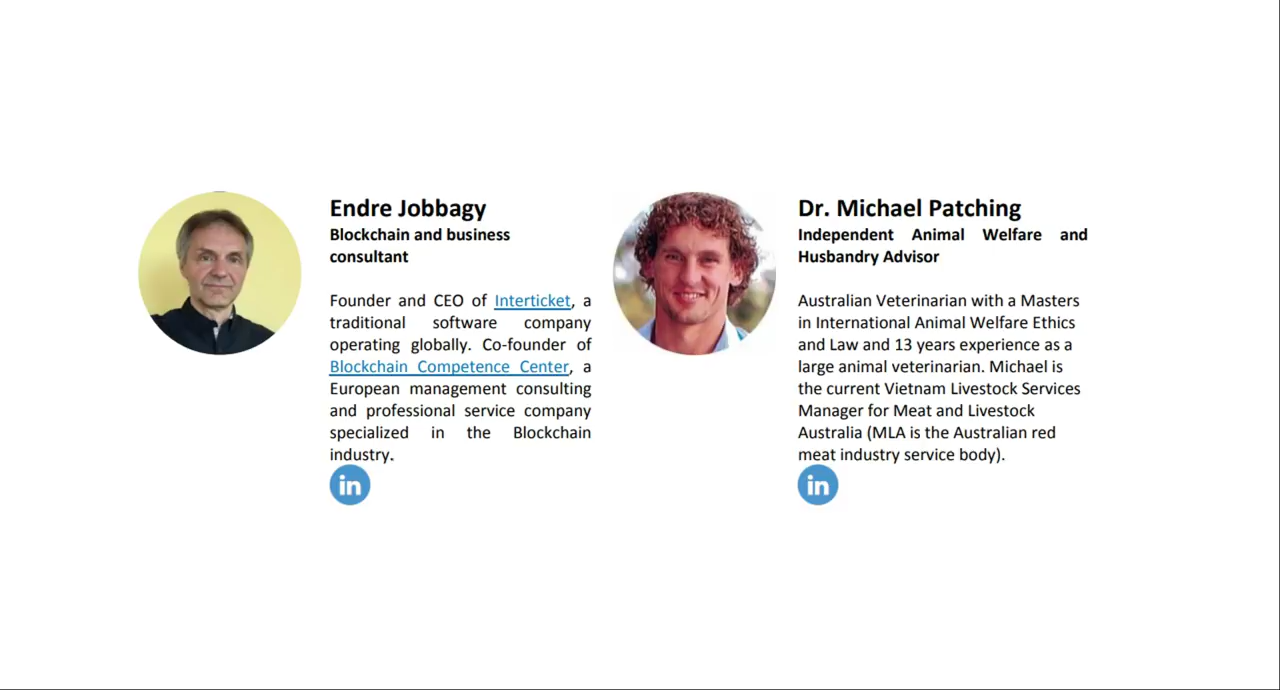 Endre Jobbagy
Blockchain and business
consultant
Founder and CEO of Interticket, a
traditional software company
operating globally. Co-founder of
Blockchain Competence Center, a
European management consulting
and professional service company
specialized in the Blockchain
industry.
in
Dr. Michael Patching
Independent Animal Welfare and
Husbandry Advisor
Australian Veterinarian with a Masters
in International Animal Welfare Ethics
and Law and 13 years experience as a
large animal veterinarian. Michael is
the current Vietnam Livestock Services
Manager for Meat and Livestock
Australia (MLA is the Australian red
meat industry service body).
in